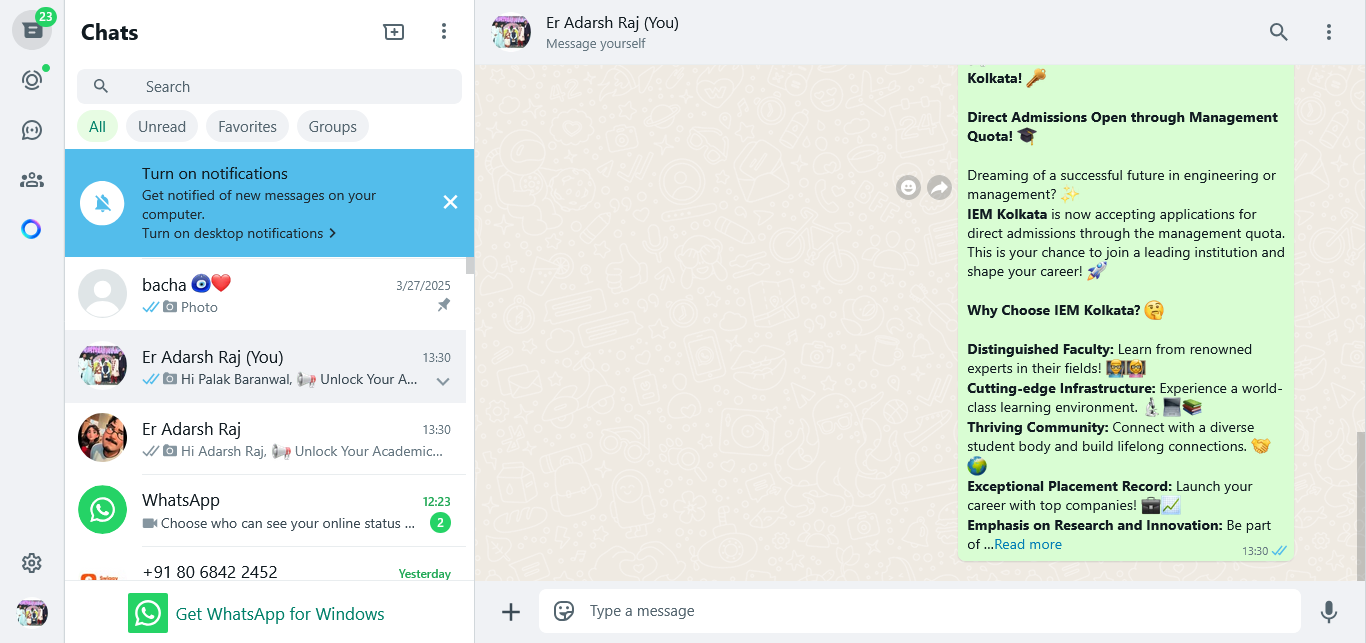 23
Chats
Search
All
Unread
Favorites
Groups
Turn on notifications
Get notified of new messages on your
computer.
Turn on desktop notifications
bacha 🧿❤️
3/27/2025
Photo
Er Adarsh Raj (You)
13:30
Hi Palak Baranwal, 📢 Unlock Your A...
Er Adarsh Raj
13:30
Hi Adarsh Raj, 📢 Unlock Your Academic...
WhatsApp
12:23
Choose who can see your online status ...
2
+91 80 6842 2452
Yesterday
Get WhatsApp for Windows
Er Adarsh Raj (You)
Message yourself
Kolkata! 🔑
Direct Admissions Open through Management
Quota! 🎓
Dreaming of a successful future in engineering or
management? ✨
IEM Kolkata is now accepting applications for
direct admissions through the management quota.
This is your chance to join a leading institution and
shape your career! 🚀
Why Choose IEM Kolkata? 🤔
Distinguished Faculty: Learn from renowned
experts in their fields! 👩‍🏫👩‍🏫
Cutting-edge Infrastructure: Experience a world-
class learning environment. 🔬💻📚
Thriving Community: Connect with a diverse
student body and build lifelong connections. 🤝
🌍
Exceptional Placement Record: Launch your
career with top companies! 💼📈
Emphasis on Research and Innovation: Be part
of ...Read more
13:30
Type a message